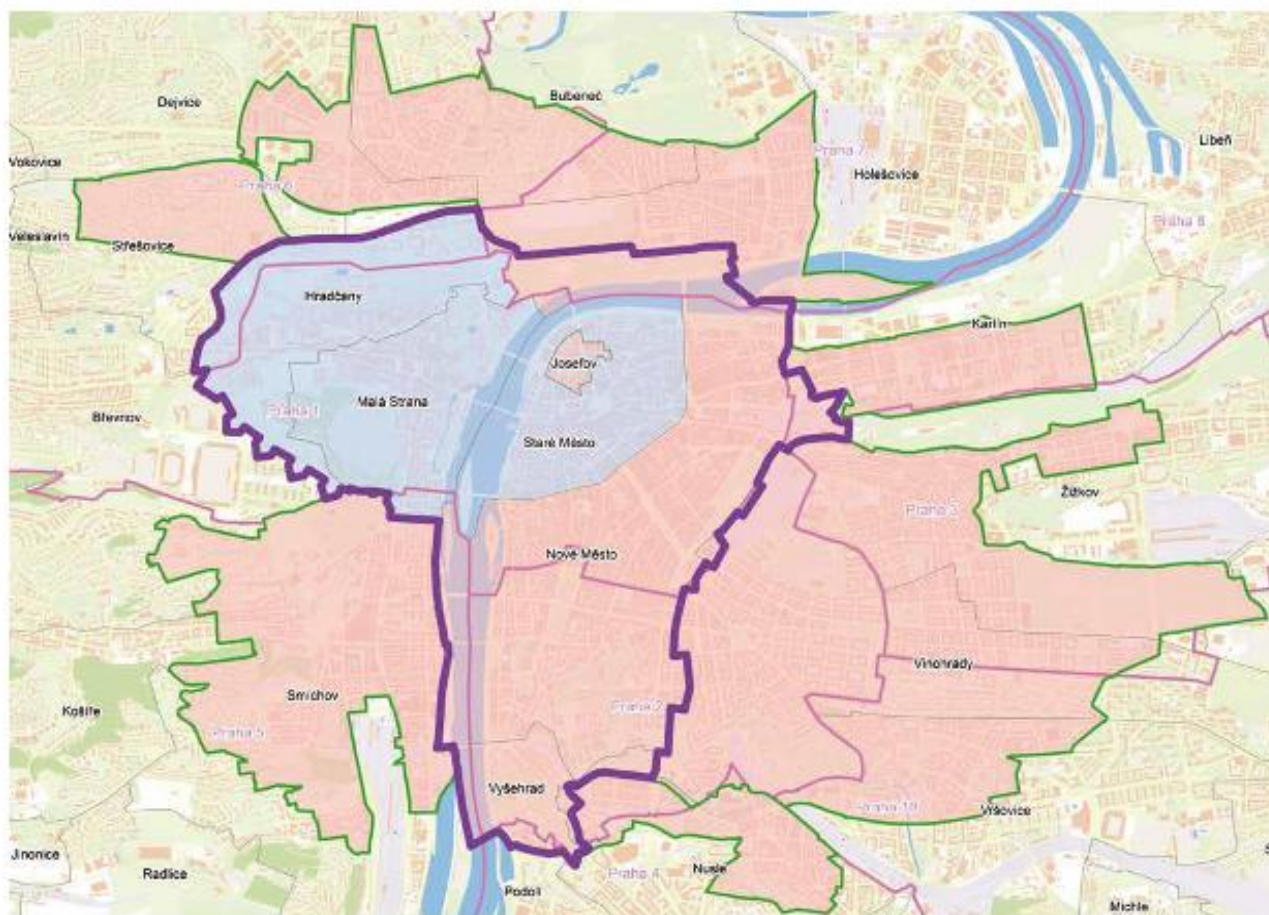 Dejvice
Bubeneč
Libeň
Praha 7
Vokovice
Holešovice
Praha 6
Praha 8
Veleslavín
Střešovice
Hradčany
Karlín
Josefov
Malá Strana
Praha 1
Břevnov
Staré Město
Žižkov
Praha 3
Nové Město
Vinohrady
Smíchov
Praha 2
Košíře
Praha 5
Vyšehrad
Praha 10
Vršovice
Jinonice
Radlice
Nusle
Praha 4
Podolí
Michle